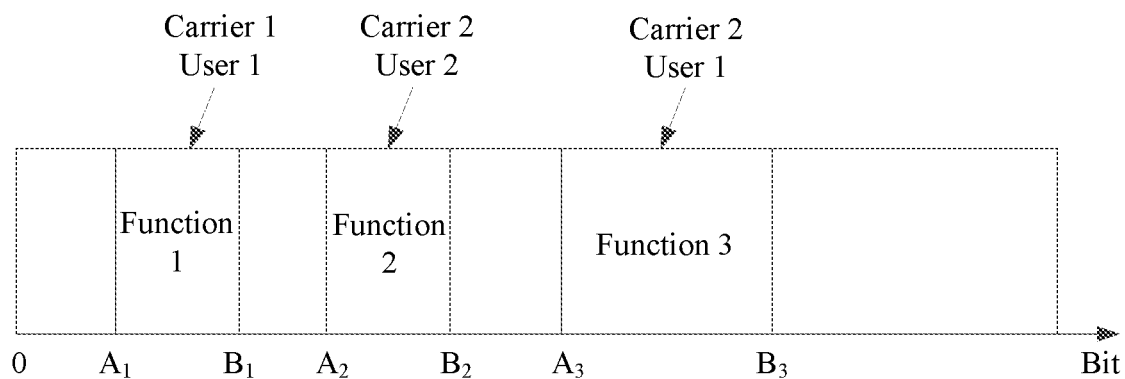 Carrier 1 Carrier 2 Carrier 2
User 1 User 2 User 1
Function Function Function 3
1 2
0 A₁ B₁ A₂ B₂ A₃ B₃ Bit